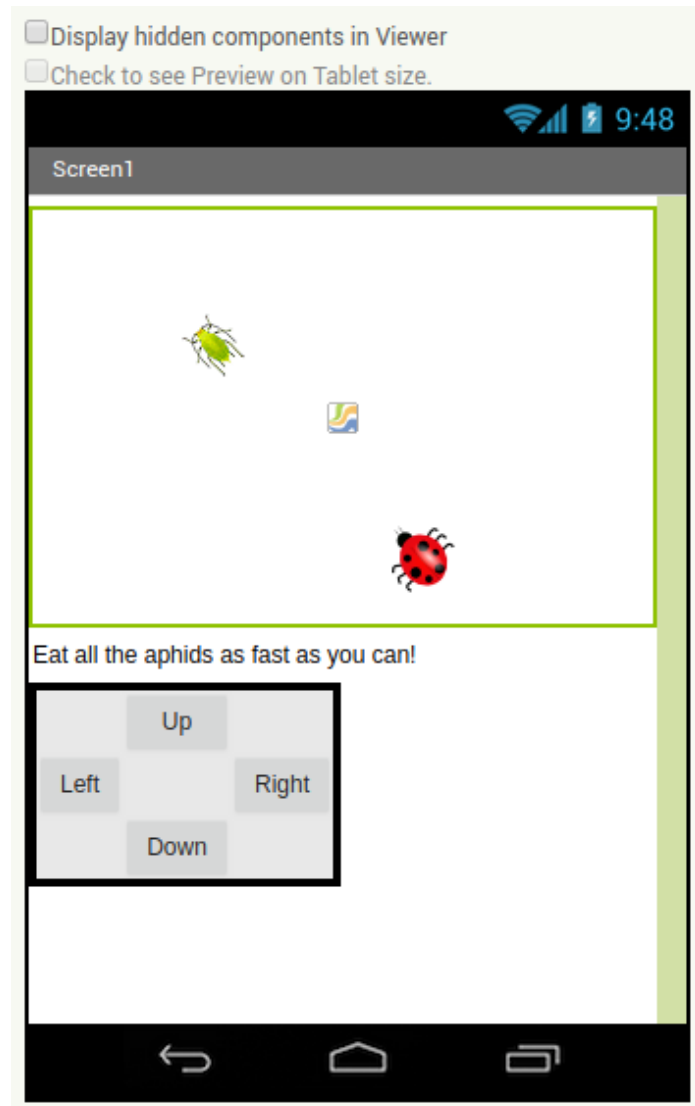 Display hidden components in Viewer
Check to see Preview on Tablet size.
9:48
Screen1
Eat all the aphids as fast as you can!
Up
Left Right
Down